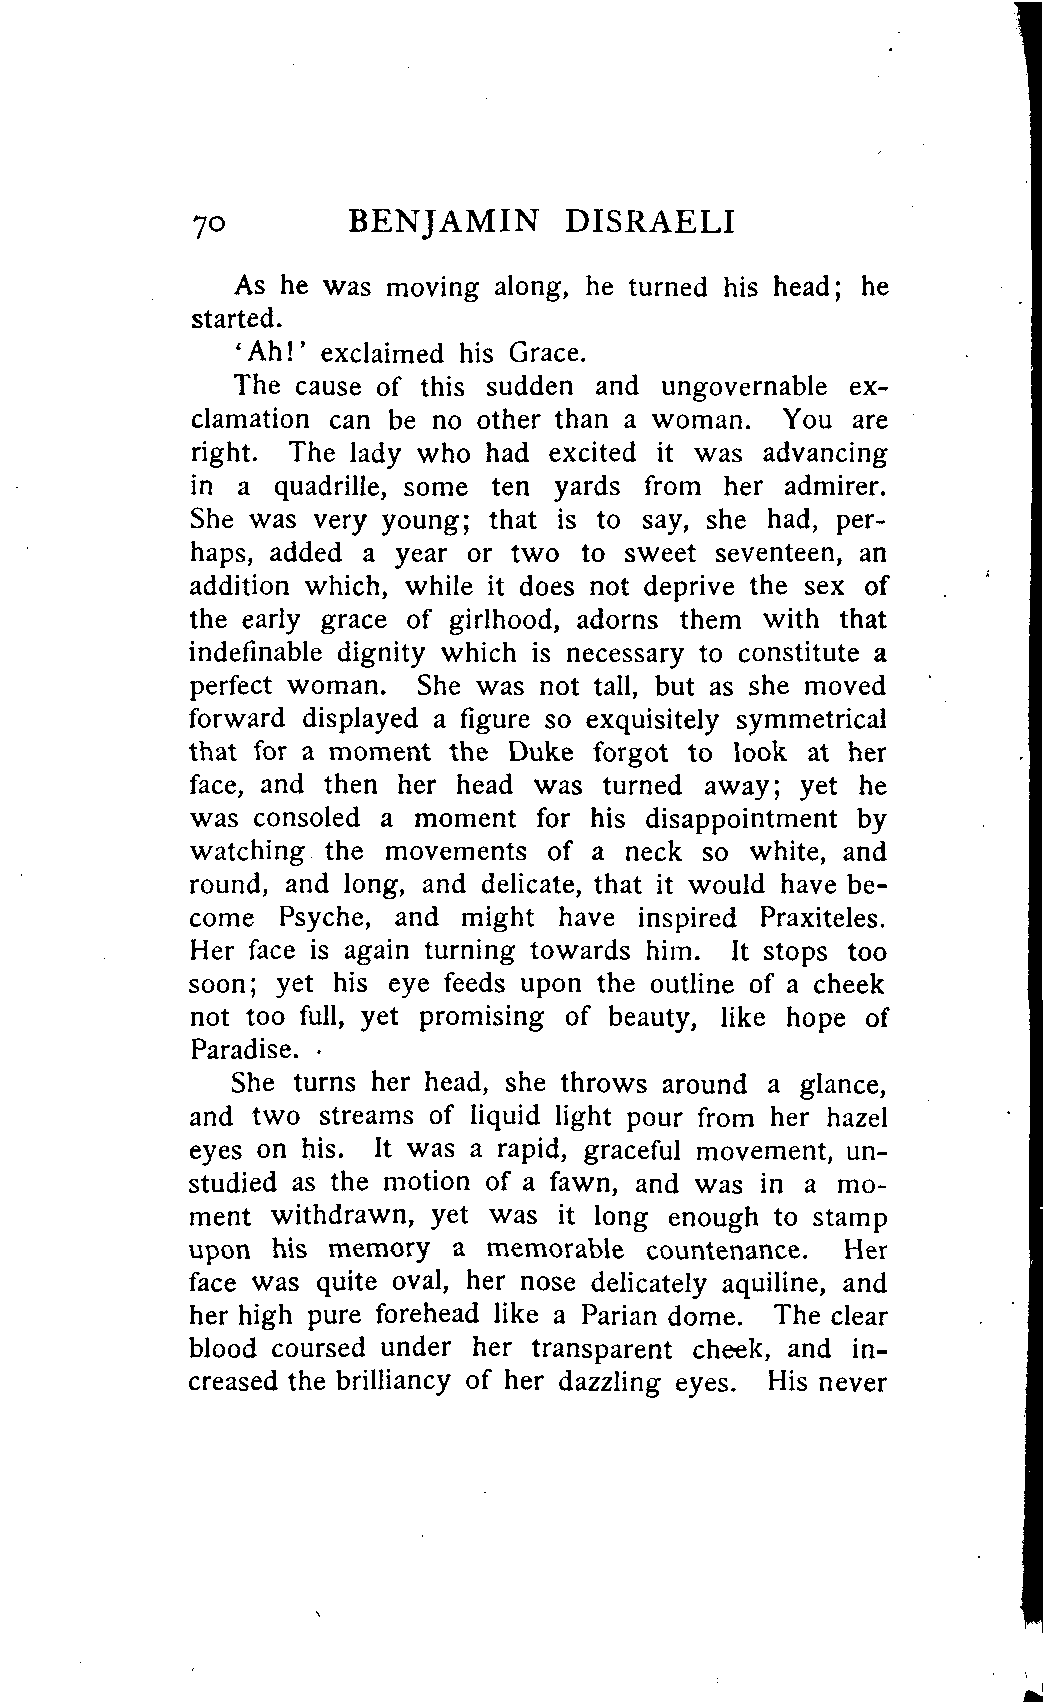 70 BENJAMIN DISRAELI
As he was moving along, he turned his head; he
started.
‘Ah!’ exclaimed his Grace.
The cause of this sudden and ungovernable ex-
clamation can be no other than a woman. You are
right. The lady who had excited it was advancing
in a quadrille, some ten yards from her admirer.
She was very young; that is to say, she had, per-
haps, added a year or two to sweet seventeen, an
addition which, while it does not deprive the sex of
the early grace of girlhood, adorns them with that
indefinable dignity which is necessary to constitute a
perfect woman. She was not tall, but as she moved
forward displayed a figure so exquisitely symmetrical
that for a moment the Duke forgot to look at her
face, and then her head was turned away; yet he
was consoled a moment for his disappointment by
watching the movements of a neck so white, and
round, and long, and delicate, that it would have be-
come Psyche, and might have inspired Praxiteles.
Her face is again turning towards him. It stops too
soon; yet his eye feeds upon the outline of a cheek
not too full, yet promising of beauty, like hope of
Paradise.
She turns her head, she throws around a glance,
and two streams of liquid light pour from her hazel
eyes on his. It was a rapid, graceful movement, un-
studied as the motion of a fawn, and was in a mo-
ment withdrawn, yet was it long enough to stamp
upon his memory a memorable countenance. Her
face was quite oval, her nose delicately aquiline, and
her high pure forehead like a Parian dome. The clear
blood coursed under her transparent cheek, and in-
creased the brilliancy of her dazzling eyes. His never